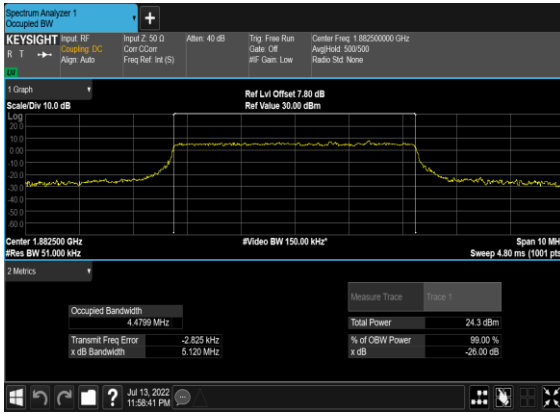 Spectrum Analyzer 1
Occupied BW
KEYSIGHT
R T
LXI
Input: RF
Coupling: DC
Align: Auto
Input Z: 50 Ω
Corr CCorr
Freq Ref: Int (S)
Atten: 40 dB
Trig: Free Run
Gate: Off
#IF Gain: Low
Center Freq: 1.882500000 GHz
Avg|Hold: 500/500
Radio Std: None
1 Graph
Scale/Div 10.0 dB
Ref Lvl Offset 7.80 dB
Ref Value 30.00 dBm
Log
20.0
10.0
0.00
-10.0
-20.0
-30.0
-40.0
-50.0
-60.0
Center 1.882500 GHz
#Video BW 150.00 kHz*
Span 10 MH
#Res BW 51.000 kHz
Sweep 4.80 ms (1001 pts
2 Metrics
Measure Trace
Trace 1
Occupied Bandwidth
4.4799 MHz
Total Power
24.3 dBm
Transmit Freq Error
-2.825 kHz
% of OBW Power
99.00 %
x dB Bandwidth
5.120 MHz
x dB
-26.00 dB
?
Jul 13, 2022
11:58:41 PM